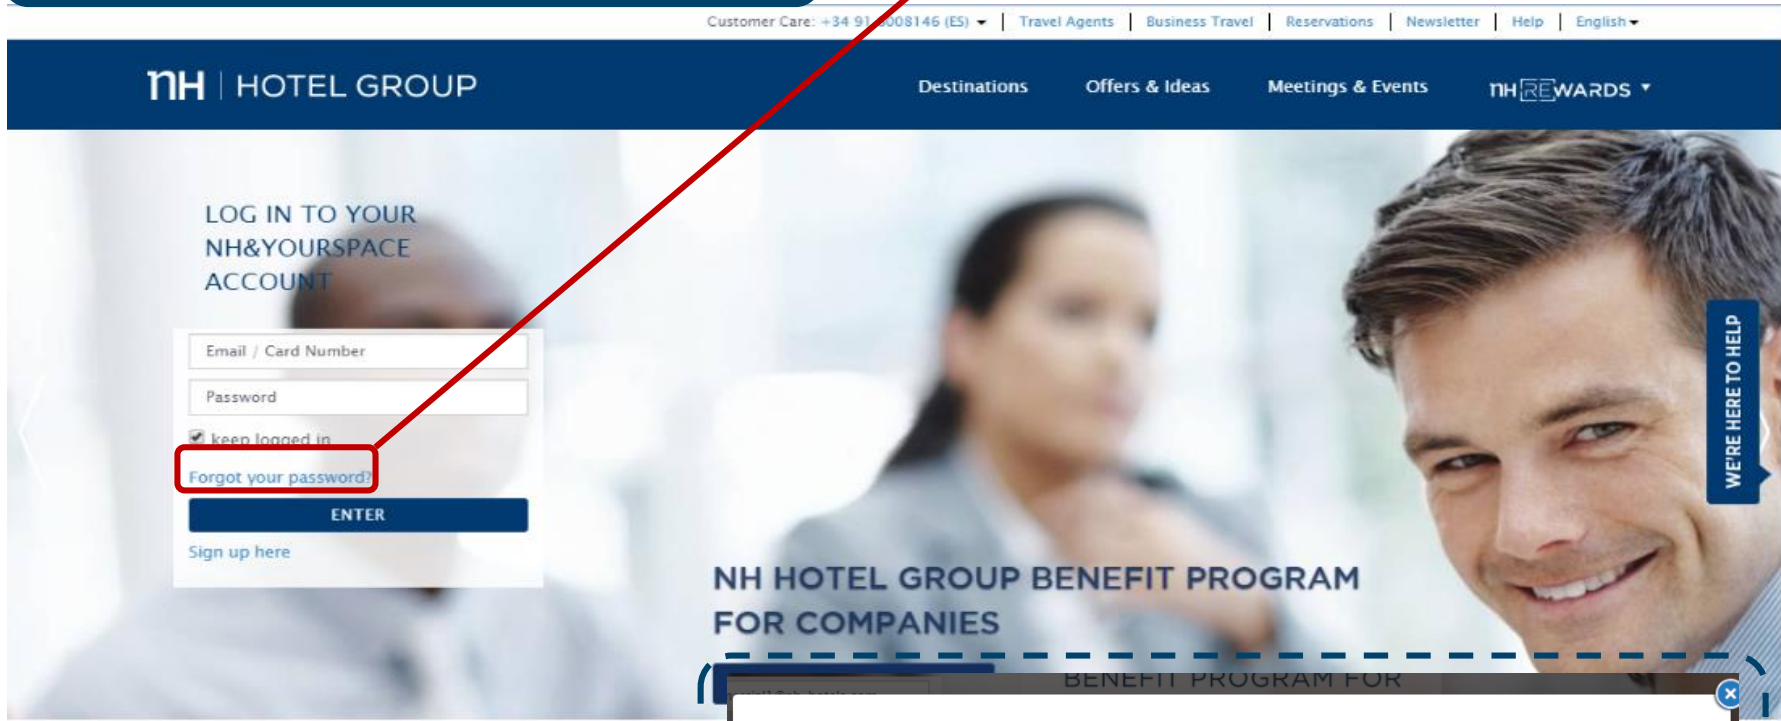 Customer Care: +34 91 6008146 (ES) | Travel Agents | Business Travel | Reservations | Newsletter | Help | English
nH | HOTEL GROUP
Destinations Offers & Ideas Meetings & Events nH REWARDS
LOG IN TO YOUR
NH&YOURSPACE
ACCOUNT
Email / Card Number
Password
keep logged in
Forgot your password?
ENTER
Sign up here
WE'RE HERE TO HELP
NH HOTEL GROUP BENEFIT PROGRAM
FOR COMPANIES
BENEFIT PROGRAM FOR